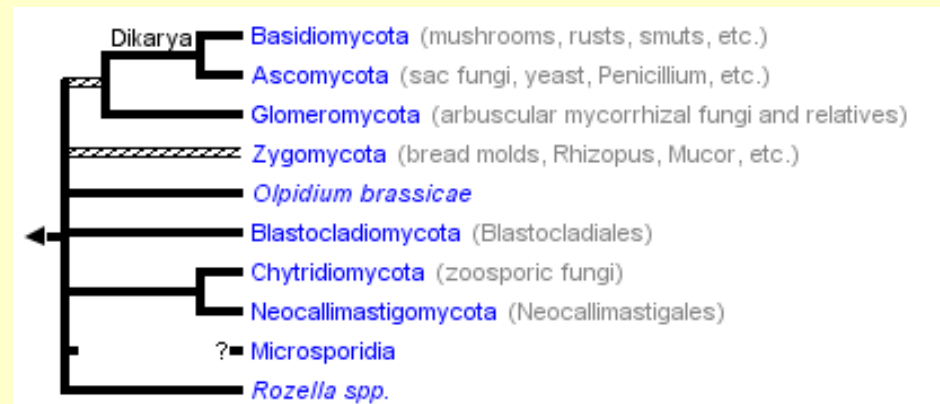 Dikarya
Basidiomycota (mushrooms, rusts, smuts, etc.)
Ascomycota (sac fungi, yeast, Penicillium, etc.)
Glomeromycota (arbuscular mycorrhizal fungi and relatives)
Zygomycota (bread molds, Rhizopus, Mucor, etc.)
Olpidium brassicae
Blastocladiomycota (Blastocladiales)
Chytridiomycota (zoosporic fungi)
Neocallimastigomycota (Neocallimastigales)
? Microsporidia
Rozella spp.